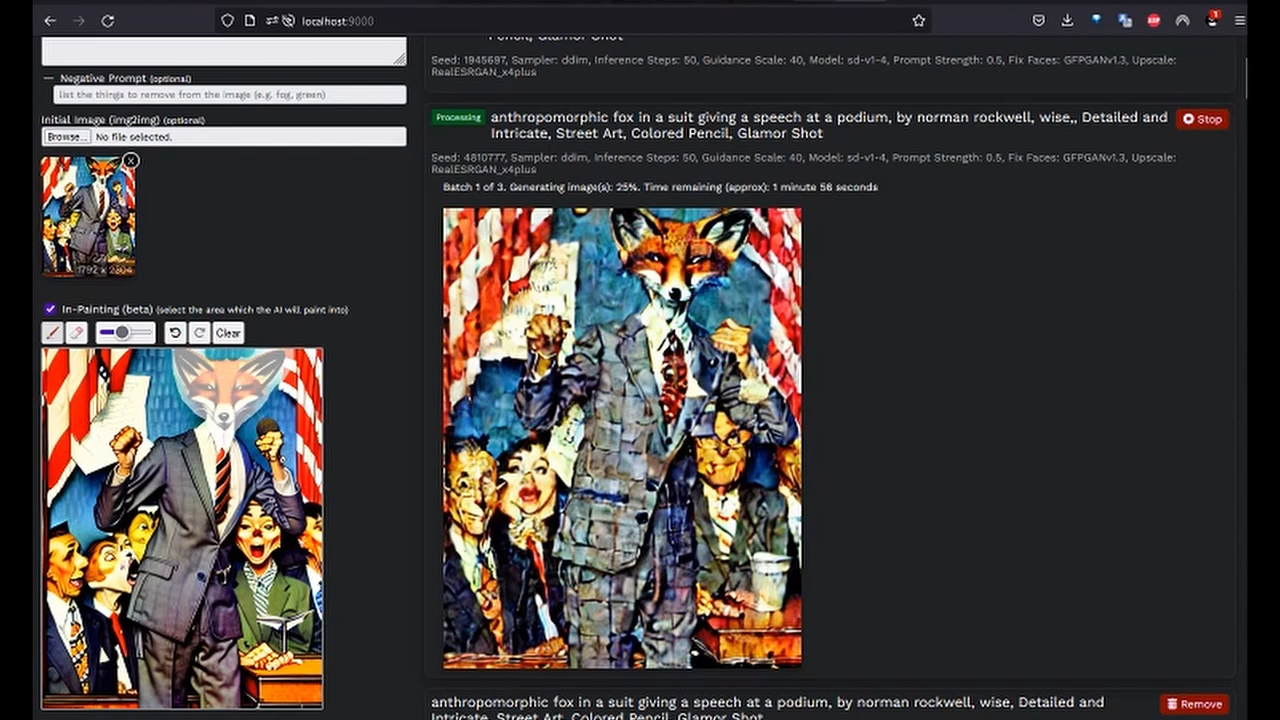 localhost:9000
1
Pencil, Glamor Shot
Seed: 1945697, Sampler: ddim, Inference Steps: 50, Guidance Scale: 40, Model: sd-v1-4, Prompt Strength: 0.5, Fix Faces: GFPGANv1.3, Upscale:
RealESRGAN_x4plus
Negative Prompt (optional)
list the things to remove from the image (e.g. fog, green)
Initial Image (img2img) (optional)
Browse... No file selected.
X
1792 x 2304
In-Painting (beta) (select the area which the AI will paint into)
Clear
Processing
anthropomorphic fox in a suit giving a speech at a podium, by norman rockwell, wise,, Detailed and
Intricate, Street Art, Colored Pencil, Glamor Shot
Stop
Seed: 4810777, Sampler: ddim, Inference Steps: 50, Guidance Scale: 40, Model: sd-v1-4, Prompt Strength: 0.5, Fix Faces: GFPGANv1.3, Upscale:
RealESRGAN_x4plus
Batch 1 of 3. Generating image(s): 25%. Time remaining (approx): 1 minute 56 seconds
anthropomorphic fox in a suit giving a speech at a podium, by norman rockwell, wise, Detailed and
Intricate, Street Art, Colored Pencil, Glamor Shot
Remove